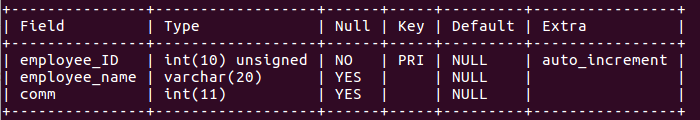 +---------------+------------------+------+-----+---------+----------------+
| Field         | Type             | Null | Key | Default | Extra          |
+---------------+------------------+------+-----+---------+----------------+
| employee_ID   | int(10) unsigned | NO   | PRI | NULL    | auto_increment |
| employee_name | varchar(20)      | YES  |     | NULL    |                |
| comm          | int(11)          | YES  |     | NULL    |                |
+---------------+------------------+------+-----+---------+----------------+